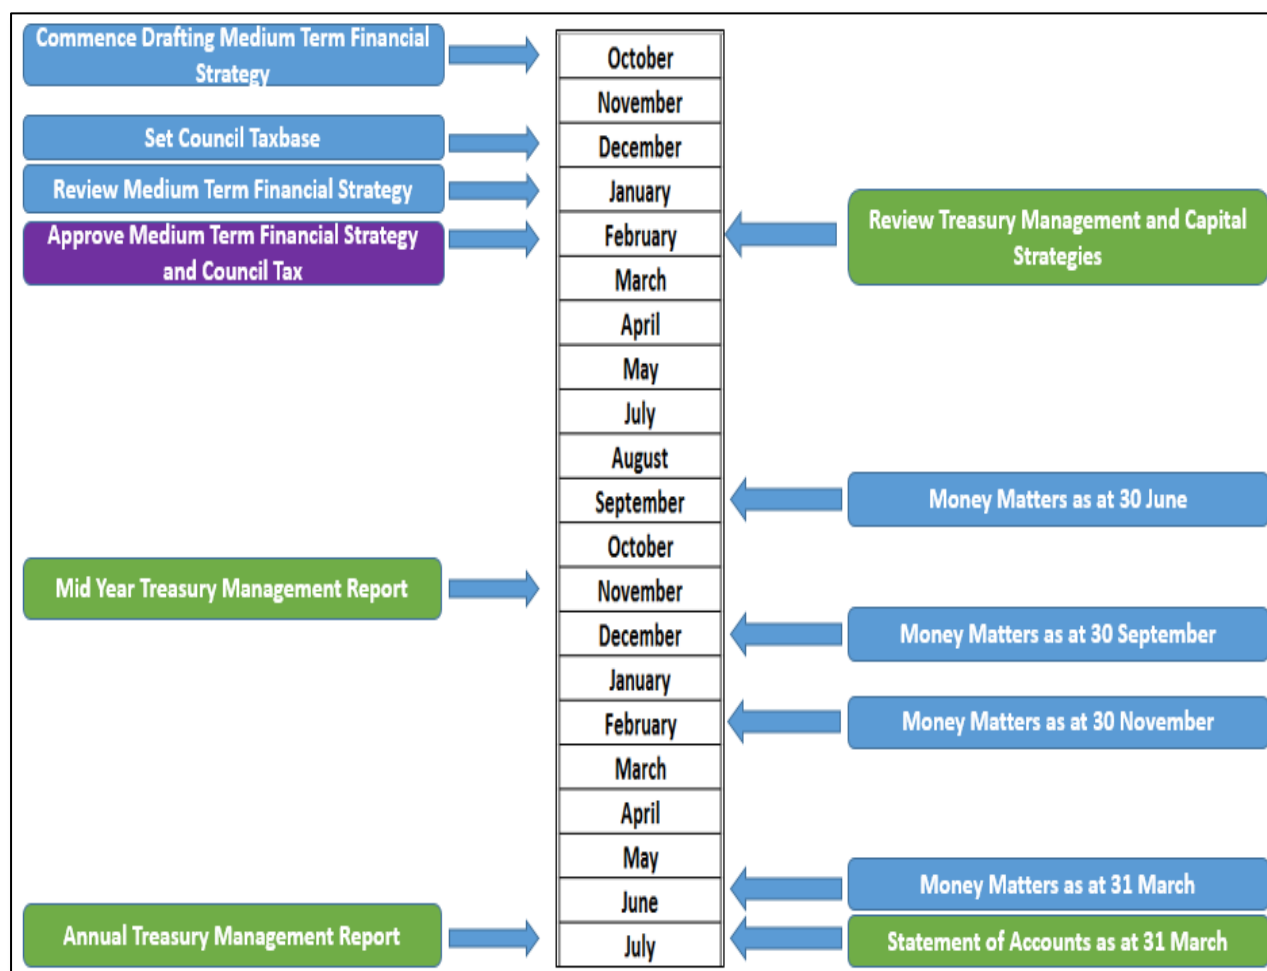 Commence Drafting Medium Term Financial
Strategy
Set Council Taxbase
Review Medium Term Financial Strategy
Approve Medium Term Financial Strategy
and Council Tax
Mid Year Treasury Management Report
Annual Treasury Management Report
October
November
December
January
February
March
April
May
July
August
September
October
November
December
January
February
March
April
May
June
July
Review Treasury Management and Capital
Strategies
Money Matters as at 30 June
Money Matters as at 30 September
Money Matters as at 30 November
Money Matters as at 31 March
Statement of Accounts as at 31 March